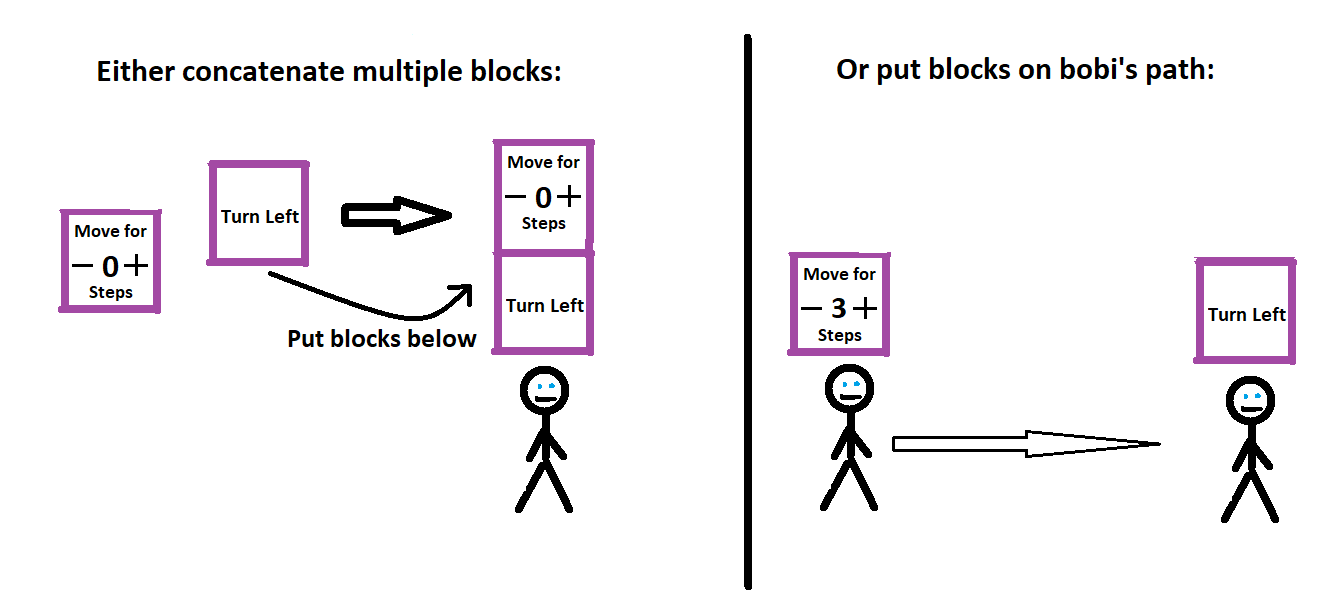 Either concatenate multiple blocks:
Move for
- 0 +
Steps
Turn Left
Put blocks below
Move for
- 0 +
Steps
Turn Left
Or put blocks on bobi's path:
Move for
- 3 +
Steps
Turn Left